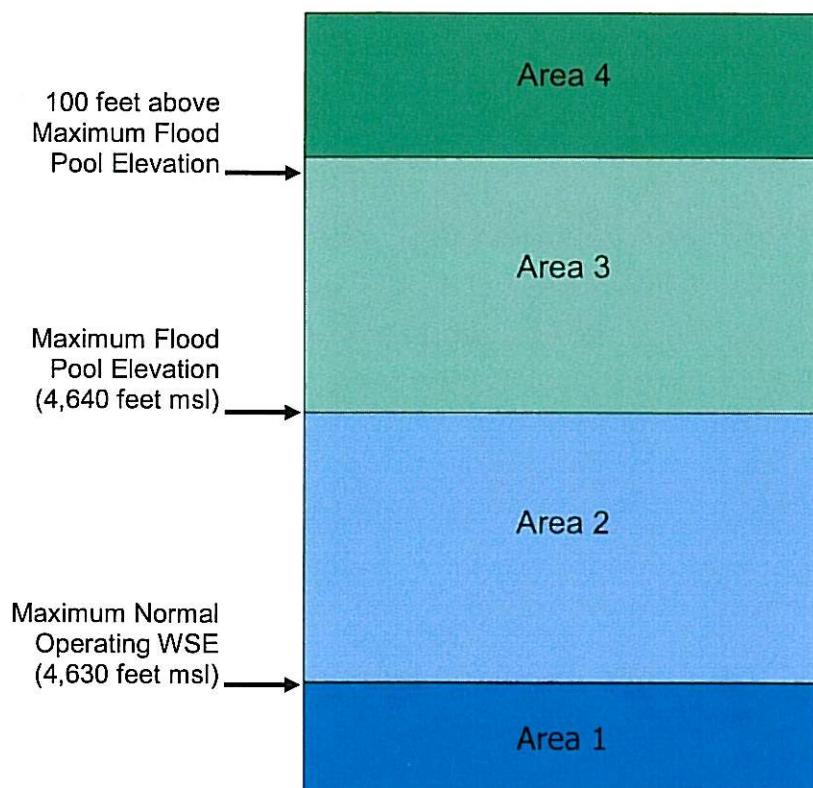 Area 4
100 feet above
Maximum Flood
Pool Elevation
Area 3
Maximum Flood
Pool Elevation
(4,640 feet msl)
Area 2
Maximum Normal
Operating WSE
(4,630 feet msl)
Area 1